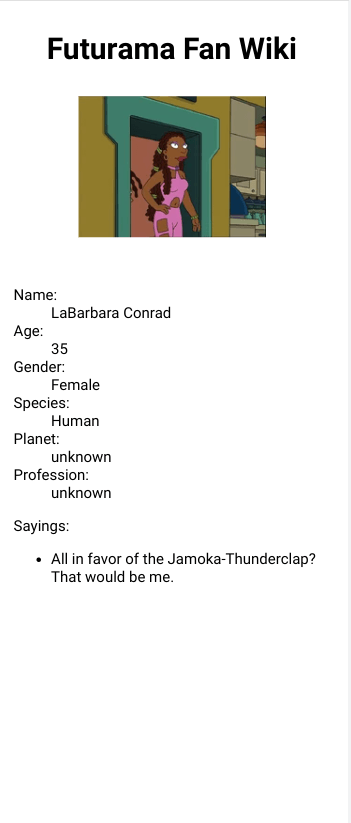 Futurama Fan Wiki
Name:
LaBarbara Conrad
Age:
35
Gender:
Female
Species:
Human
Planet:
unknown
Profession:
unknown
Sayings:
• All in favor of the Jamoka-Thunderclap?
That would be me.